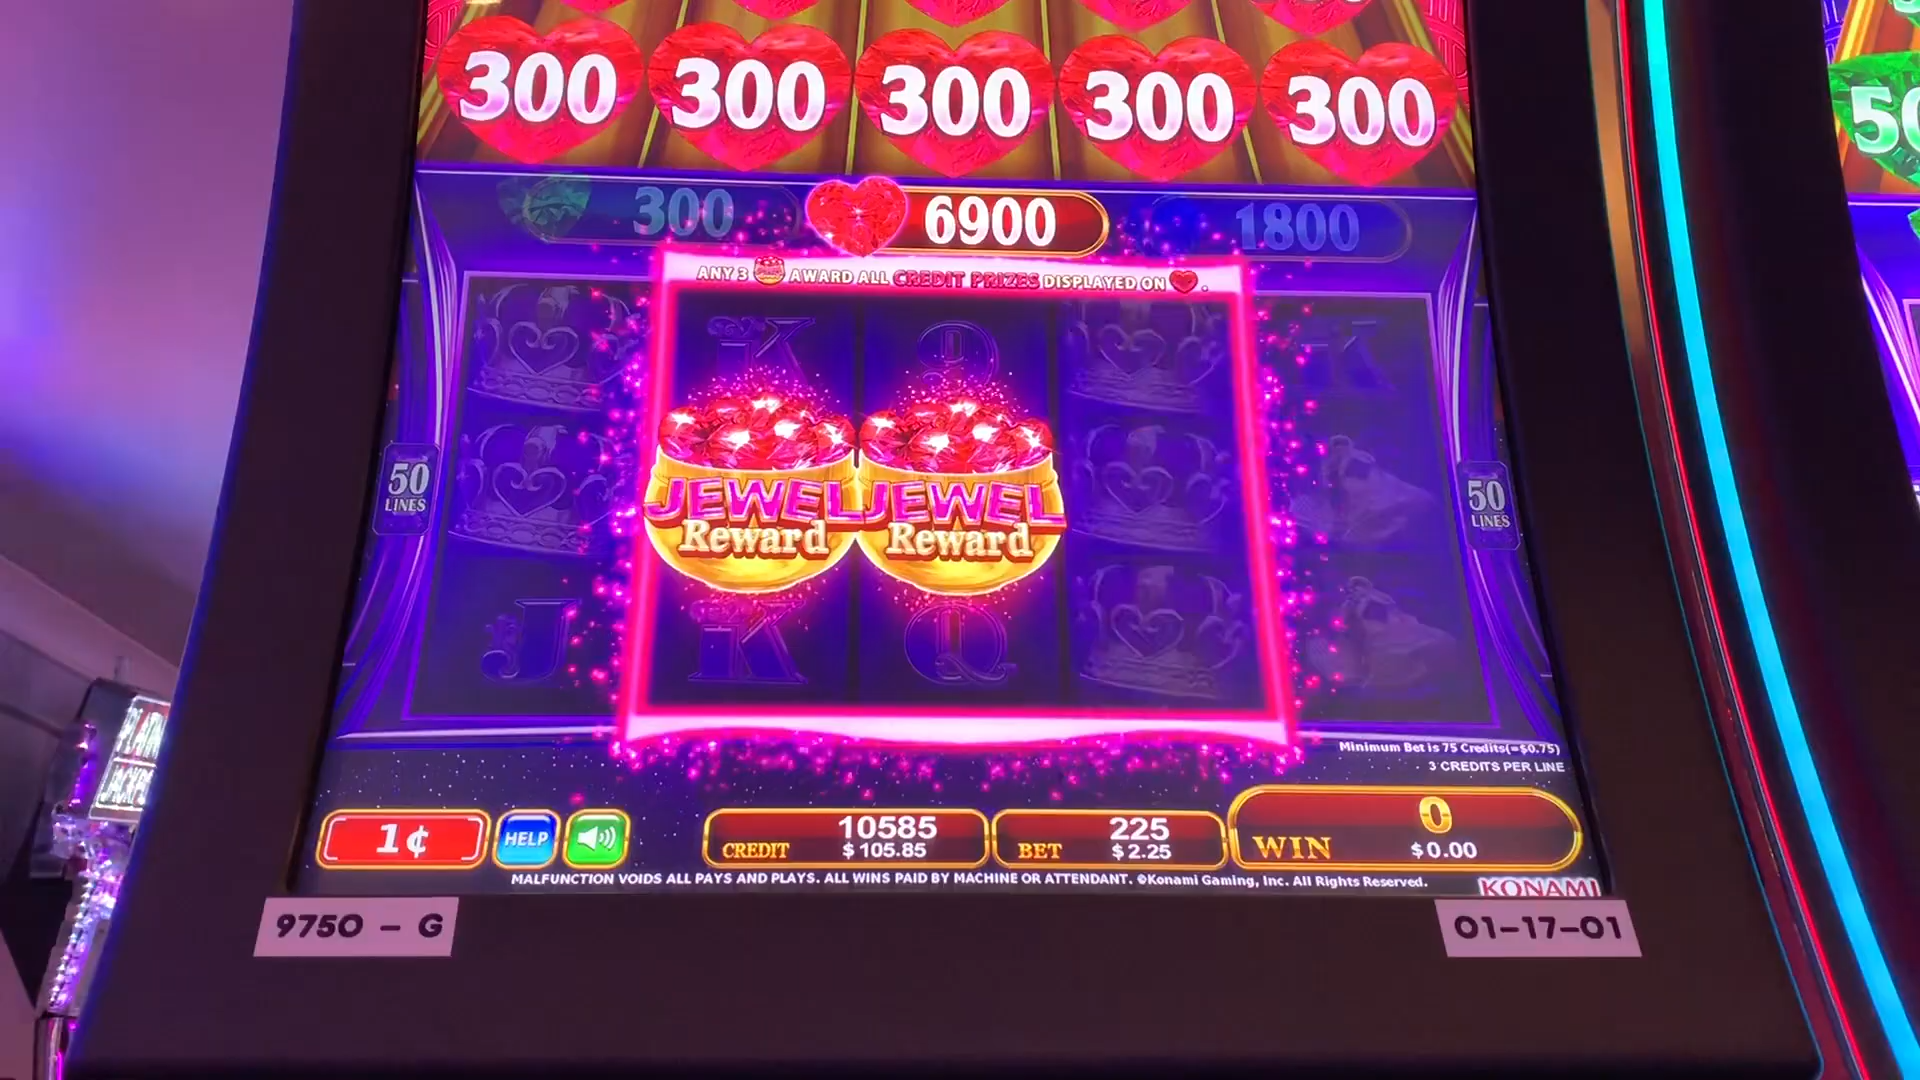 300 300 300 300 300
300 6900 1800
ANY 3 AWARD ALL CREDIT PRIZES DISPLAYED ON .
K Q K
JEWEL Reward JEWEL Reward
50 LINES
50 LINES
J K Q
Minimum Bet is 75 Credits(=$0.75)
3 CREDITS PER LINE
1¢ HELP
CREDIT 10585 $105.85
BET 225 $2.25
WIN 0 $0.00
MALFUNCTION VOIDS ALL PAYS AND PLAYS. ALL WINS PAID BY MACHINE OR ATTENDANT. ©Konami Gaming, Inc. All Rights Reserved.
KONAMI
9750 – G
01-17-01